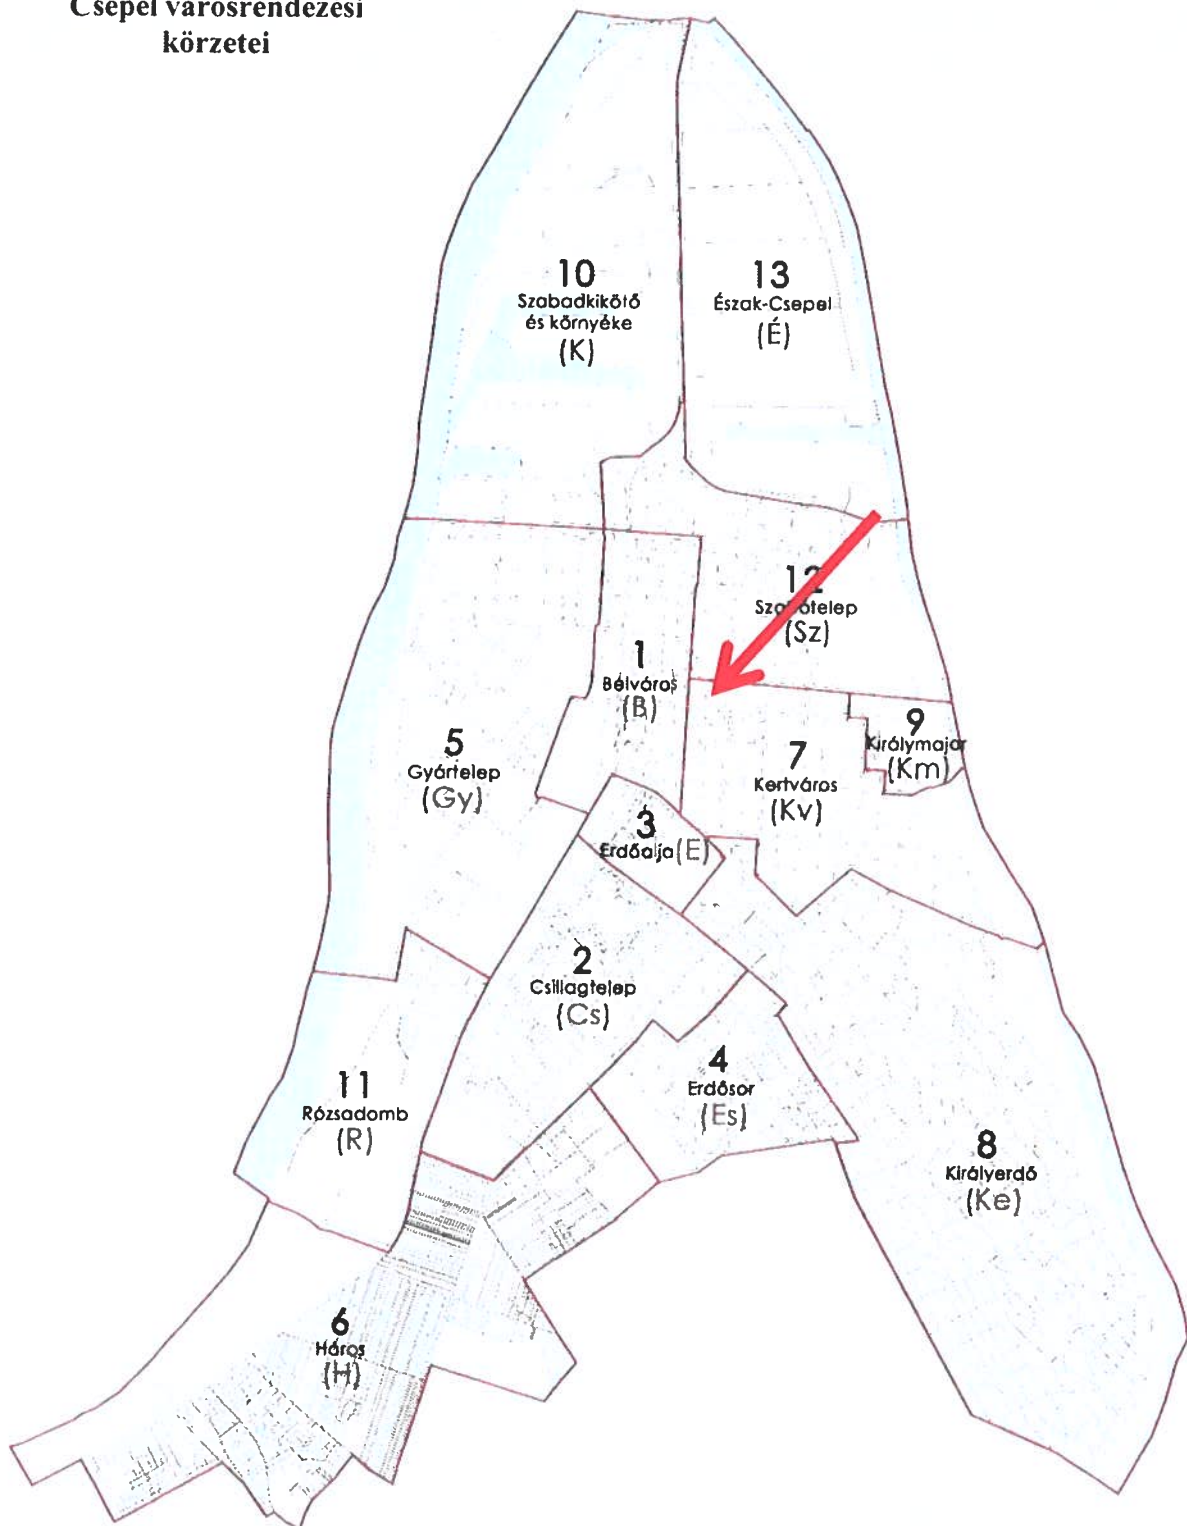 Csepel városrendezési
körzetei
10
Szabadkikötő
és környéke
(K)
13
Észak-Csepel
(É)
12
(Sz)
1
Belváros
(B)
5
Gyártelep
(Gy)
7
Kertváros
(Kv)
9
Királymajor
(Km)
3
Erdőalja (E)
2
Csillagtelep
(Cs)
4
Erdősor
(Es)
11
Rózsadomb
(R)
8
Királyerdő
(Ke)
6
Háros
(H)